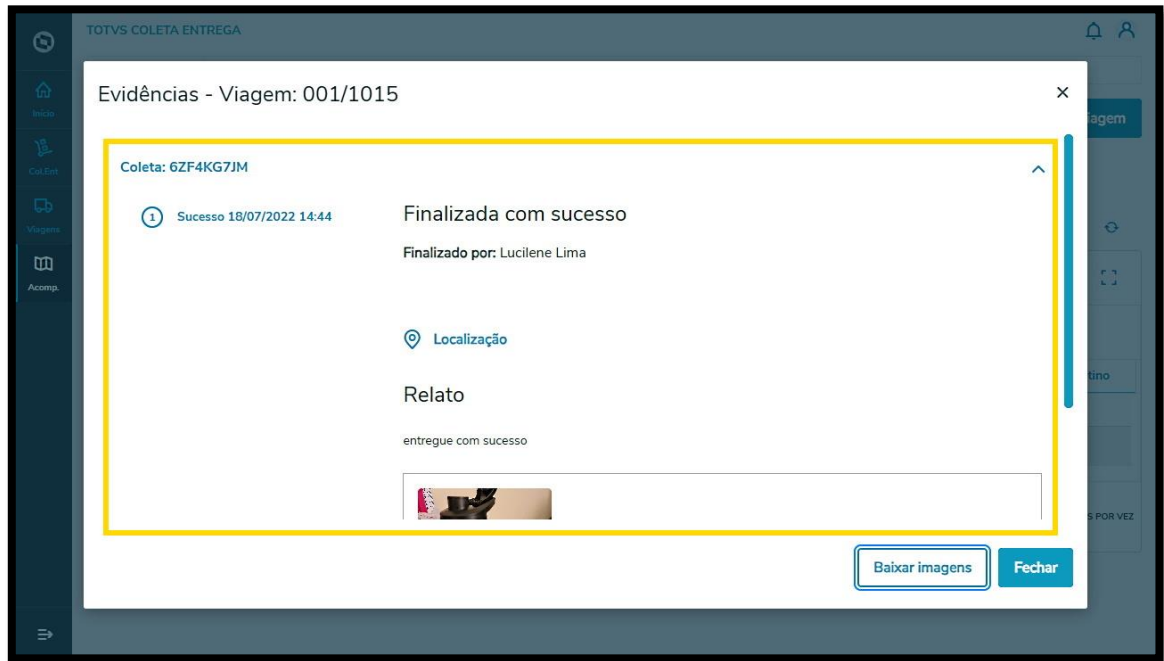 TOTVS COLETA ENTREGA
Início
Col.Ent
Viagens
Acomp.
Evidências - Viagem: 001/1015
iagem
Coleta: 6ZF4KG7JM
1 Sucesso 18/07/2022 14:44
Finalizada com sucesso
Finalizado por: Lucilene Lima
Localização
tino
Relato
entregue com sucesso
S POR VEZ
Baixar imagens
Fechar